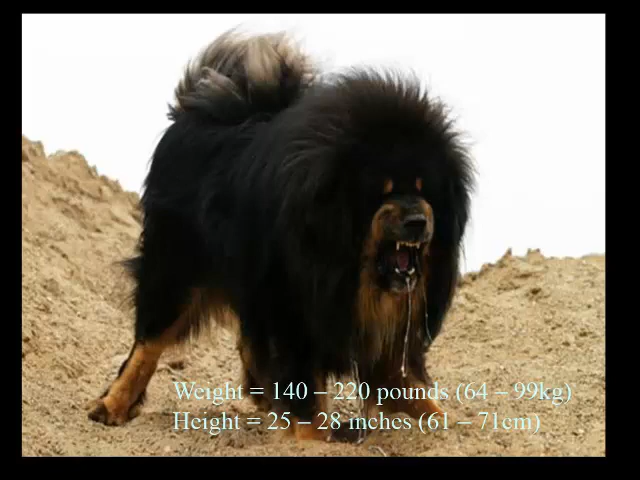 Weight = 140 – 220 pounds (64 – 99kg)
Height = 25 – 28 inches (61 – 71cm)